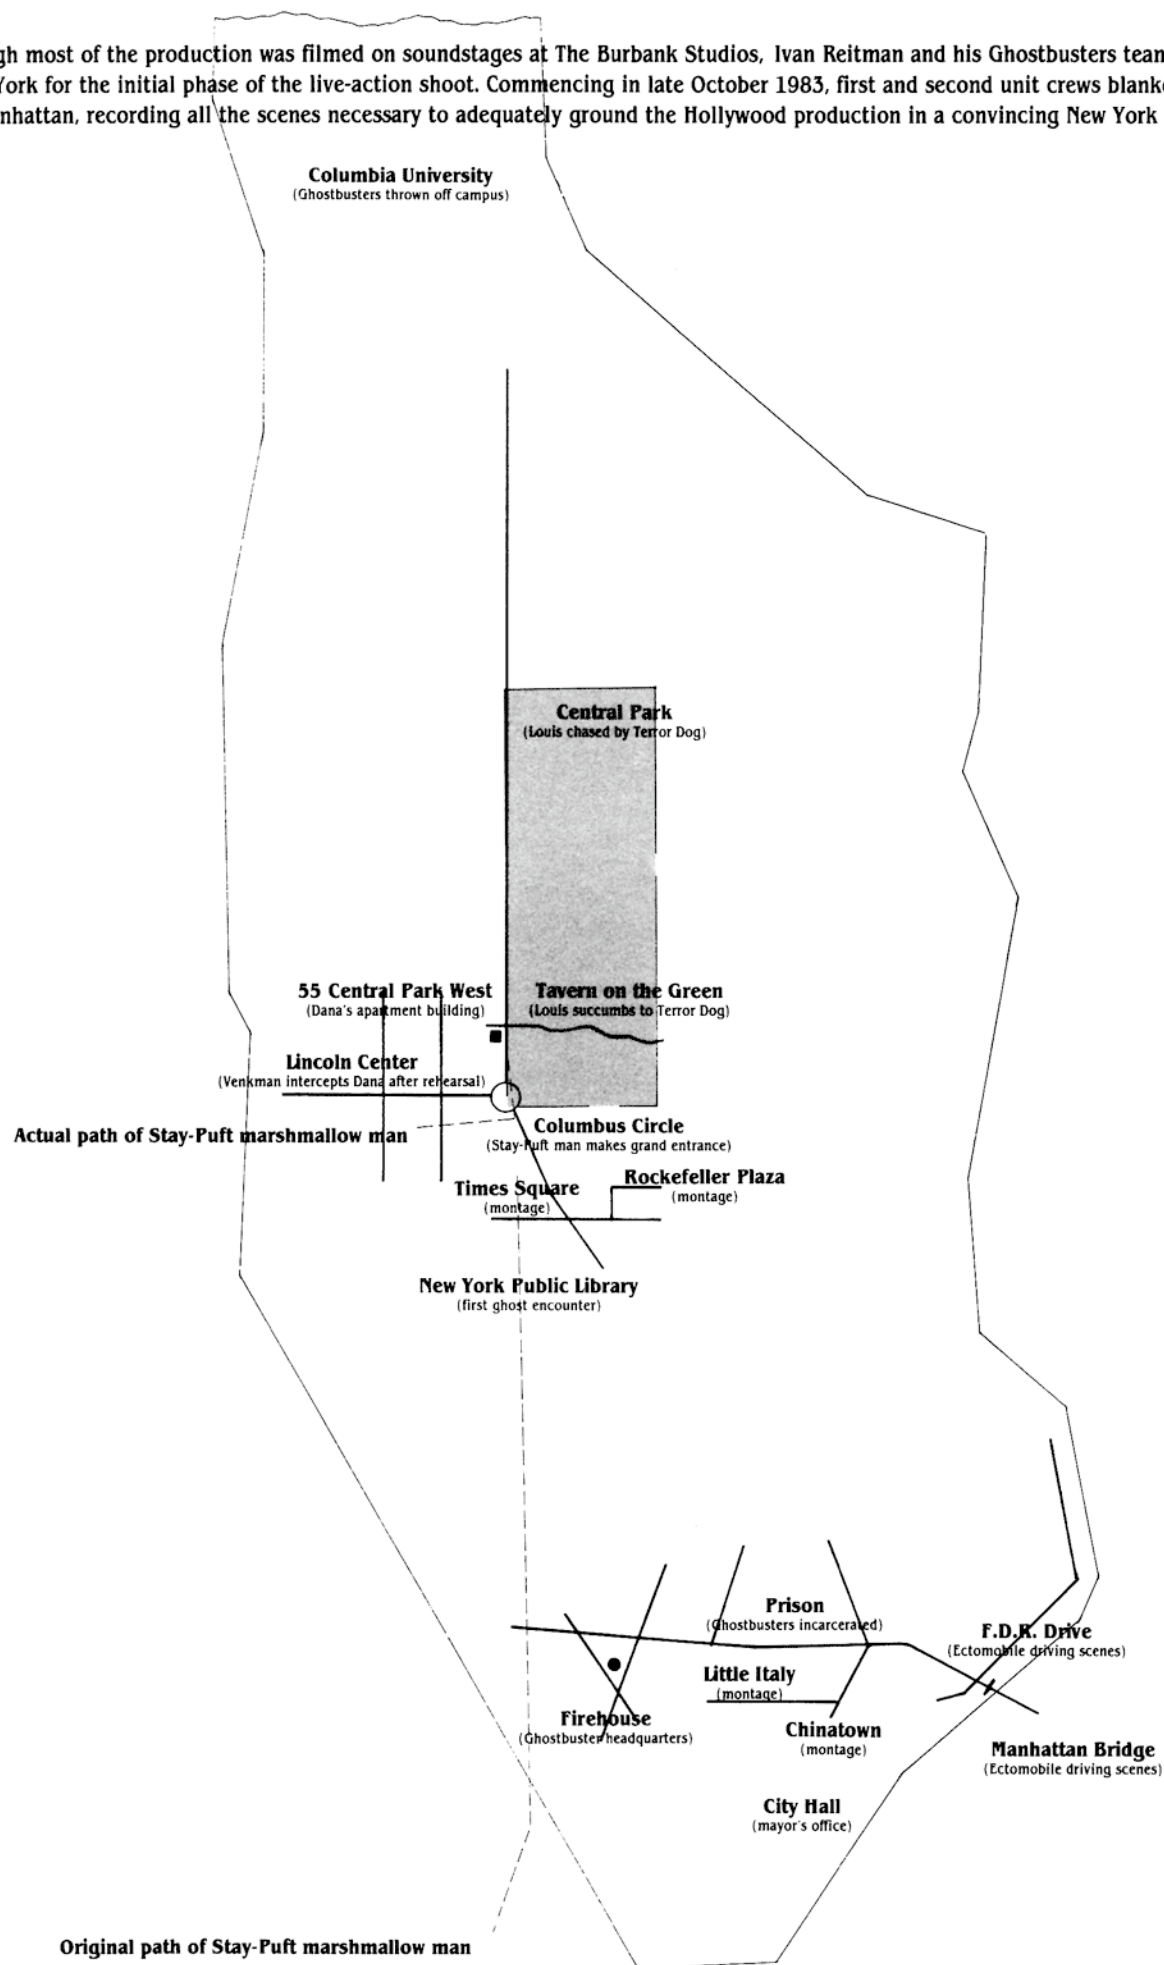 gh most of the production was filmed on soundstages at The Burbank Studios, Ivan Reitman and his Ghostbusters team
York for the initial phase of the live-action shoot. Commencing in late October 1983, first and second unit crews blanke
nhattan, recording all the scenes necessary to adequately ground the Hollywood production in a convincing New York
Columbia University
(Ghostbusters thrown off campus)
Central Park
(Louis chased by Terror Dog)
55 Central Park West
(Dana's apartment building)
Tavern on the Green
(Louis succumbs to Terror Dog)
Lincoln Center
(Venkman intercepts Dana after rehearsal)
Actual path of Stay-Puft marshmallow man
Columbus Circle
(Stay-Puft man makes grand entrance)
Times Square
(montage)
Rockefeller Plaza
(montage)
New York Public Library
(first ghost encounter)
Prison
(Ghostbusters incarcerated)
F.D.R. Drive
(Ectomobile driving scenes)
Little Italy
(montage)
Firehouse
(Ghostbuster headquarters)
Chinatown
(montage)
Manhattan Bridge
(Ectomobile driving scenes)
City Hall
(mayor's office)
Original path of Stay-Puft marshmallow man